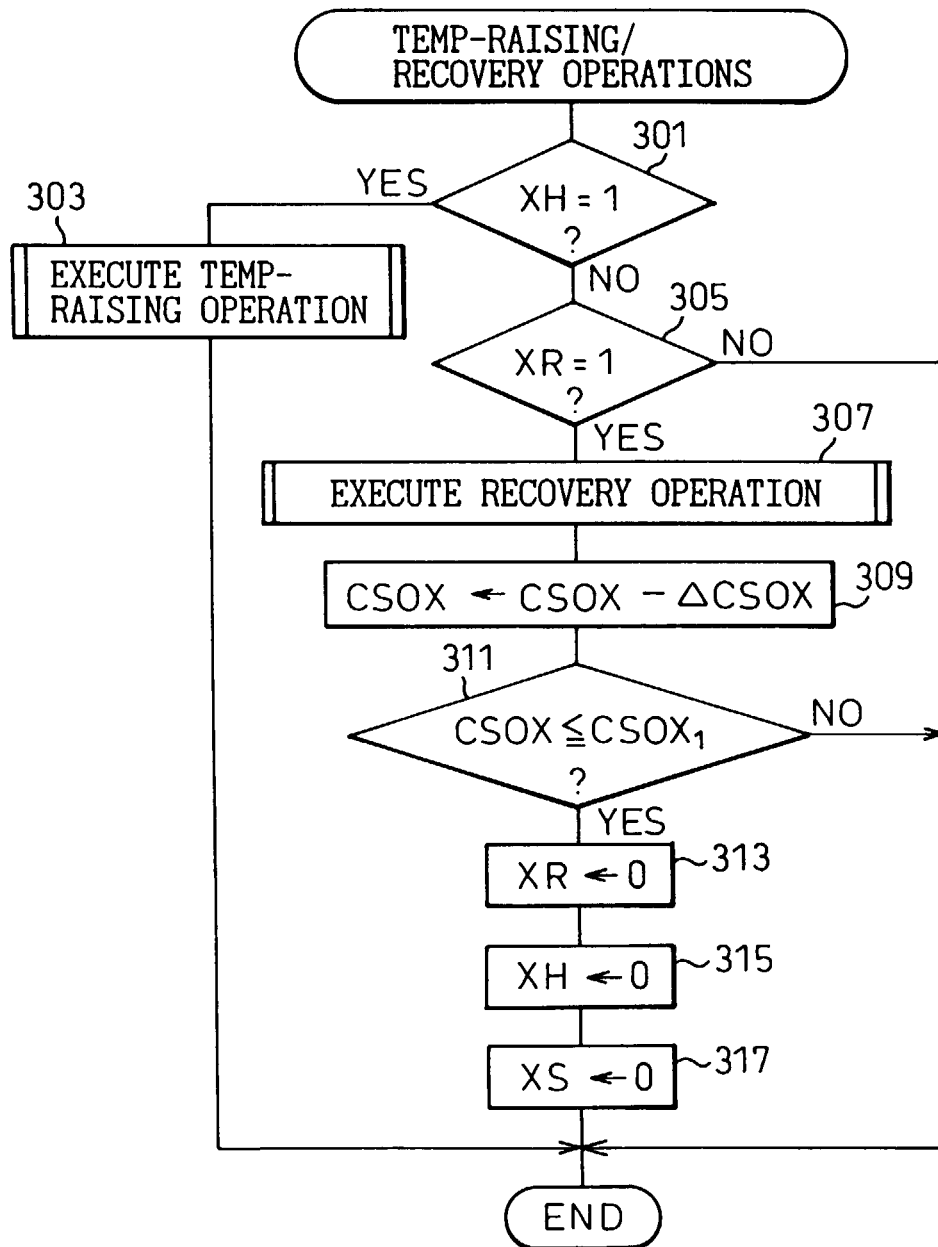 TEMP-RAISING/
RECOVERY OPERATIONS
301
YES
XH = 1
?
303
EXECUTE TEMP-
RAISING OPERATION
NO
305
XR = 1
?
NO
YES
307
EXECUTE RECOVERY OPERATION
CSOX ← CSOX − △CSOX
309
311
CSOX ≦ CSOX₁
?
NO
YES
XR ← 0
313
XH ← 0
315
XS ← 0
317
END